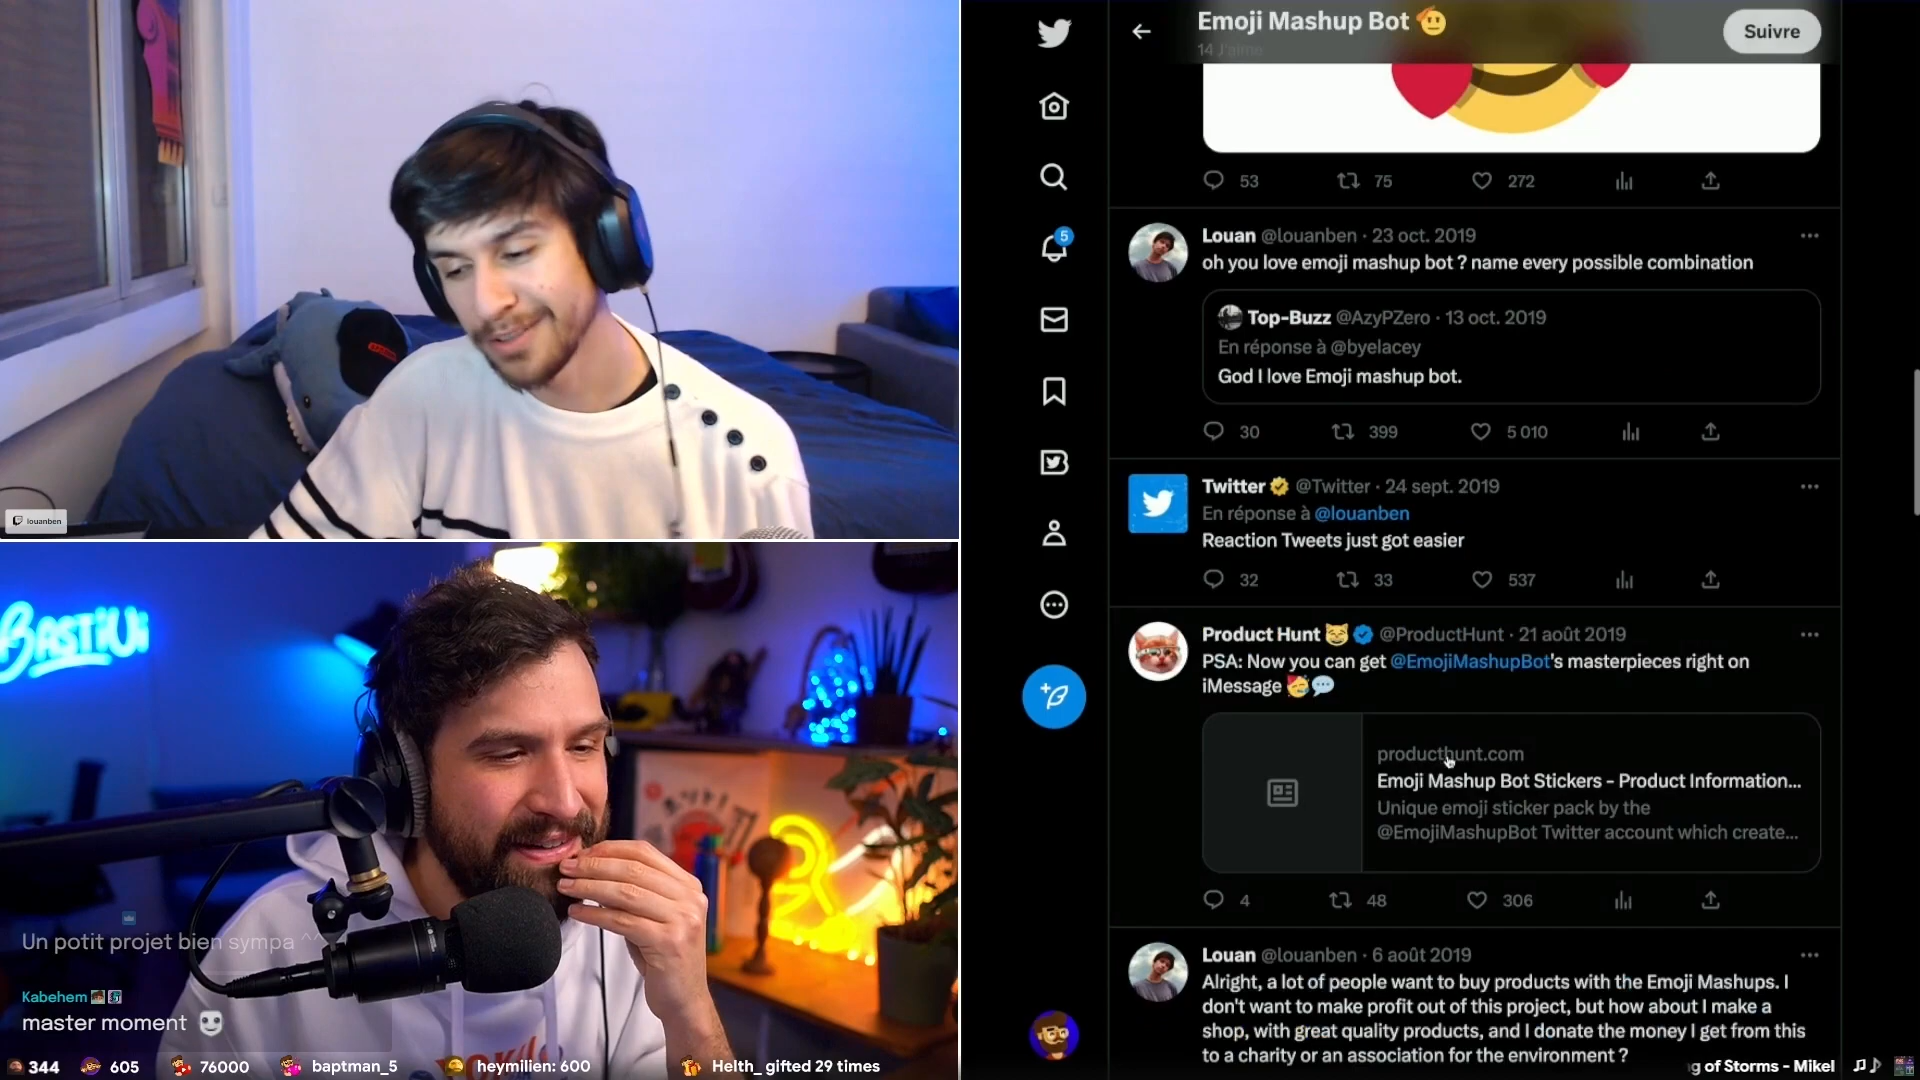 louanben
BASTIUI
Un potit projet bien sympa ^^
Kabehem
master moment
344
605
76000
baptman_5
heymilien: 600
Helth_ gifted 29 times
Emoji Mashup Bot
14 J'aime
Suivre
53
75
272
5
Louan @louanben · 23 oct. 2019
oh you love emoji mashup bot ? name every possible combination
Top-Buzz @AzyPZero · 13 oct. 2019
En réponse à @byelacey
God I love Emoji mashup bot.
30
399
5 010
Twitter @Twitter · 24 sept. 2019
En réponse à @louanben
Reaction Tweets just got easier
32
33
537
Product Hunt @ProductHunt · 21 août 2019
PSA: Now you can get @EmojiMashupBot's masterpieces right on
iMessage
producthunt.com
Emoji Mashup Bot Stickers - Product Information...
Unique emoji sticker pack by the
@EmojiMashupBot Twitter account which create...
4
48
306
Louan @louanben · 6 août 2019
Alright, a lot of people want to buy products with the Emoji Mashups. I
don't want to make profit out of this project, but how about I make a
shop, with great quality products, and I donate the money I get from this
to a charity or an association for the environment ?
g of Storms - Mikel